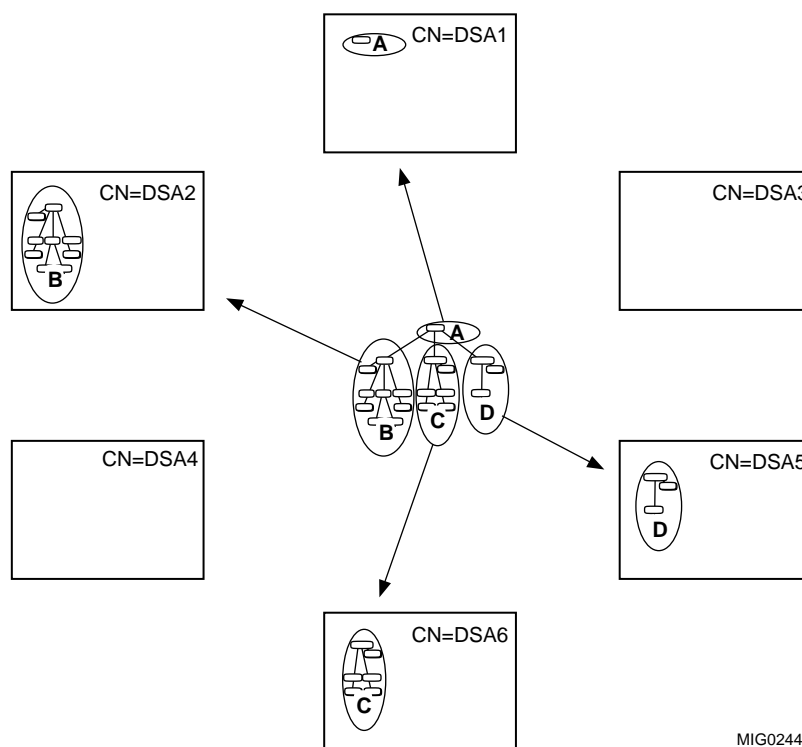 CN=DSA1
A
CN=DSA2
B
CN=DSA3
A
B
C
D
CN=DSA4
CN=DSA5
D
CN=DSA6
C
MIG0244